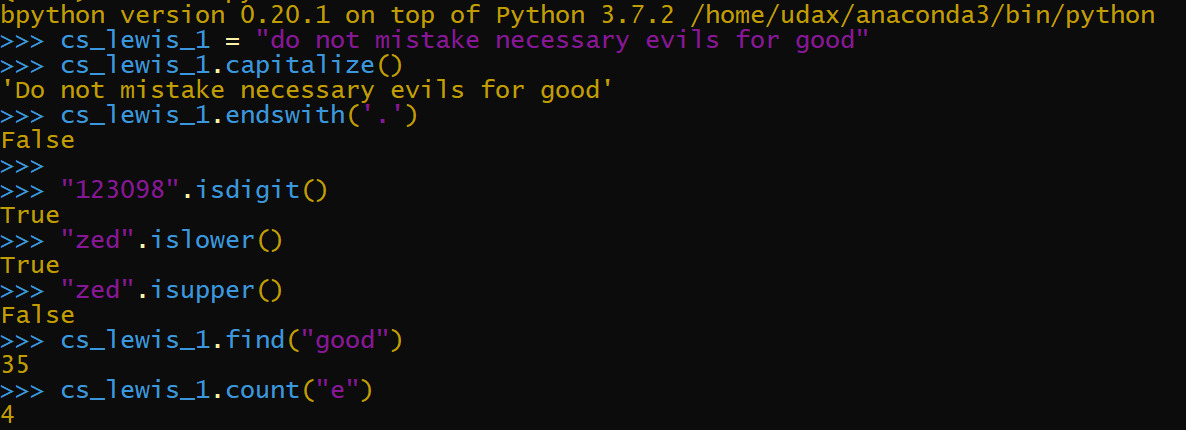 bpython version 0.20.1 on top of Python 3.7.2 /home/udax/anaconda3/bin/python
>>> cs_lewis_1 = "do not mistake necessary evils for good"
>>> cs_lewis_1.capitalize()
'Do not mistake necessary evils for good'
>>> cs_lewis_1.endswith('.')
False
>>>
>>> "123098".isdigit()
True
>>> "zed".islower()
True
>>> "zed".isupper()
False
>>> cs_lewis_1.find("good")
35
>>> cs_lewis_1.count("e")
4